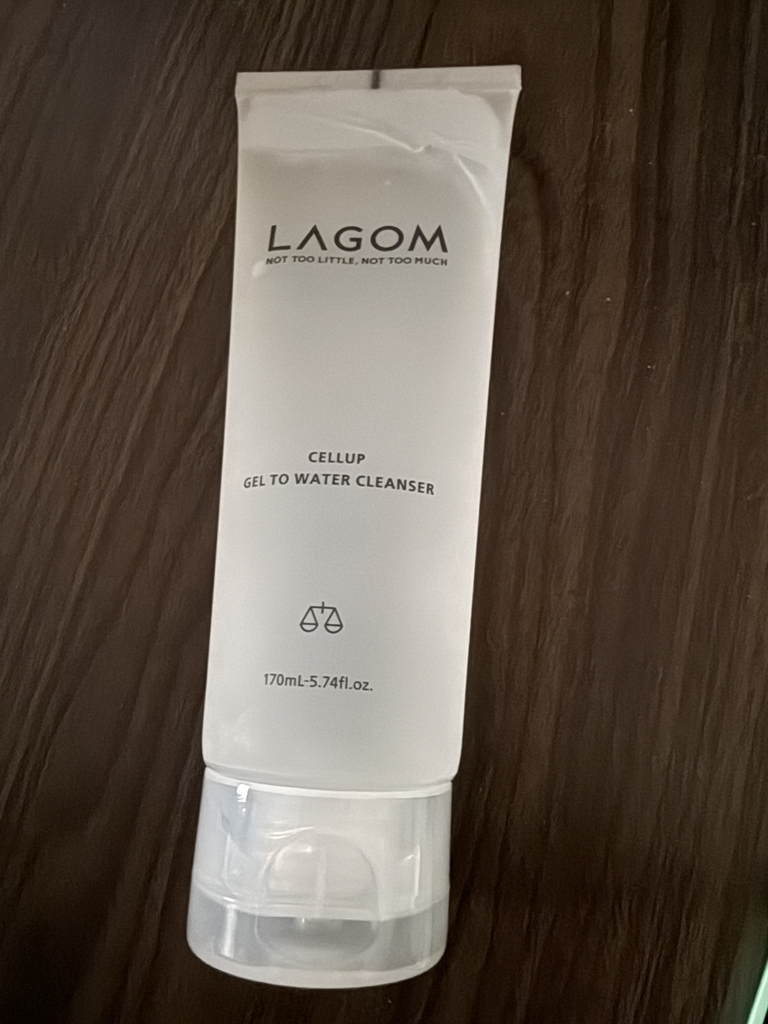 LAGOM
NOT TOO LITTLE, NOT TOO MUCH
CELLUP
GEL TO WATER CLEANSER
170mL-5.74fl.oz.